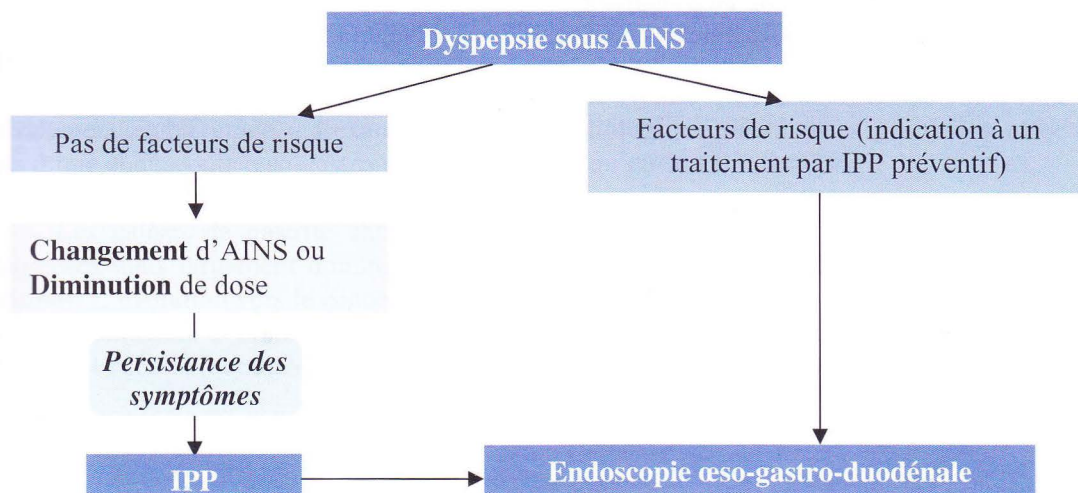 Dyspepsie sous AINS
Pas de facteurs de risque
Facteurs de risque (indication à un
traitement par IPP préventif)
Changement d’AINS ou
Diminution de dose
Persistance des
symptômes
IPP
Endoscopie œso-gastro-duodénale